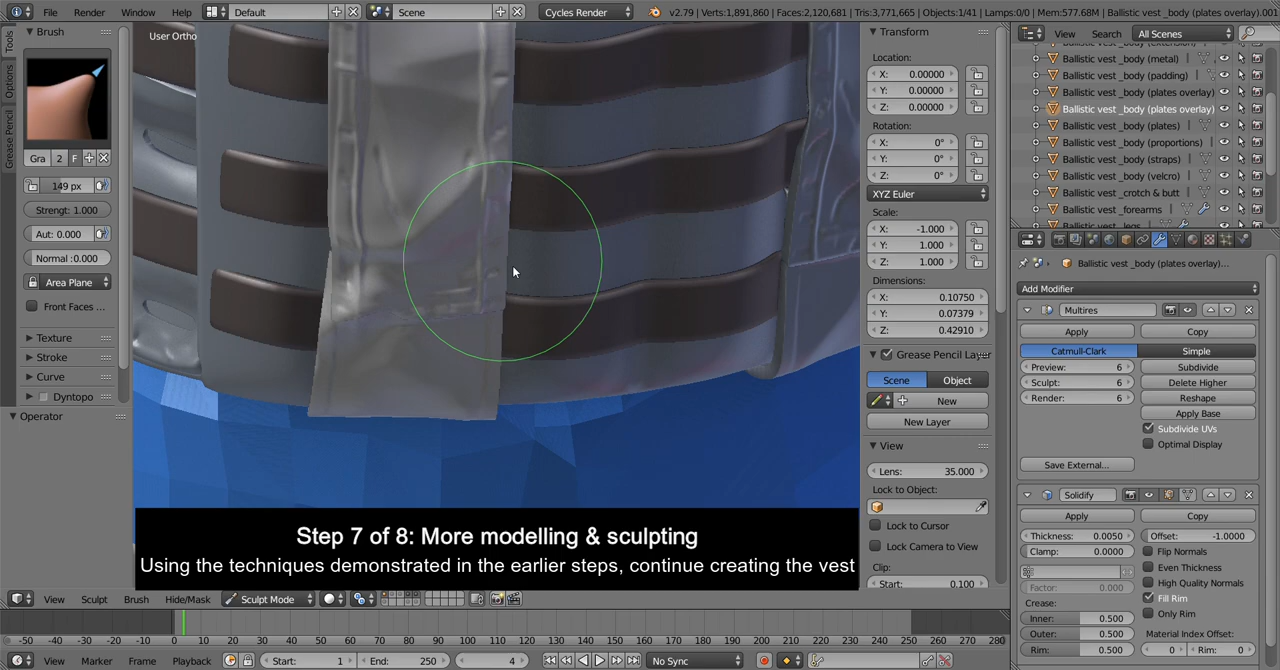 File Render Window Help Default Scene Cycles Render v2.79 | Verts:1,891,860 | Faces:2,120,681 | Tris:3,771,665 | Objects:1/41 | Lamps:0/0 | Mem:577.68M | Ballistic vest _body (plates overlay).001
User Ortho
Tools
Options
Grease Pencil
Brush
Gra 2 F
149 px
Strengt: 1.000
Aut: 0.000
Normal :0.000
Area Plane
Front Faces ...
Texture
Stroke
Curve
Dyntopo
Operator
Transform
Location:
X: 0.00000
Y: 0.00000
Z: 0.00000
Rotation:
X: 0°
Y: 0°
Z: 0°
XYZ Euler
Scale:
X: -1.000
Y: 1.000
Z: 1.000
Dimensions:
X: 0.10750
Y: 0.07379
Z: 0.42910
Grease Pencil Layer
Scene Object
New
New Layer
View
Lens: 35.000
Lock to Object:
Lock to Cursor
Lock Camera to View
Clip:
Start: 0.100
View Search All Scenes
Ballistic vest _body (extension)
Ballistic vest _body (metal)
Ballistic vest _body (padding)
Ballistic vest _body (plates overlay)
Ballistic vest _body (plates overlay)
Ballistic vest _body (plates)
Ballistic vest _body (proportions)
Ballistic vest _body (straps)
Ballistic vest _body (velcro)
Ballistic vest _crotch & butt
Ballistic vest _forearms
Ballistic vest _legs
Ballistic vest _body (plates overlay)...
Add Modifier
Multires
Apply Copy
Catmull-Clark Simple
Preview: 6 Subdivide
Sculpt: 6 Delete Higher
Render: 6 Reshape
Apply Base
Subdivide UVs
Optimal Display
Save External...
Solidify
Apply Copy
Thickness: 0.0050 Offset: -1.0000
Clamp: 0.0000 Flip Normals
Even Thickness
Factor: 0.000 High Quality Normals
Crease: Fill Rim
Inner: 0.500 Only Rim
Outer: 0.500 Material Index Offset:
Rim: 0.500 0 Rim: 0
Step 7 of 8: More modelling & sculpting
Using the techniques demonstrated in the earlier steps, continue creating the vest
View Sculpt Brush Hide/Mask Sculpt Mode
-50 -40 -30 -20 -10 0 10 20 30 40 50 60 70 80 90 100 110 120 130 140 150 160 170 180 190 200 210 220 230 240 250 260 270 280
View Marker Frame Playback Start: 1 End: 250 4 No Sync